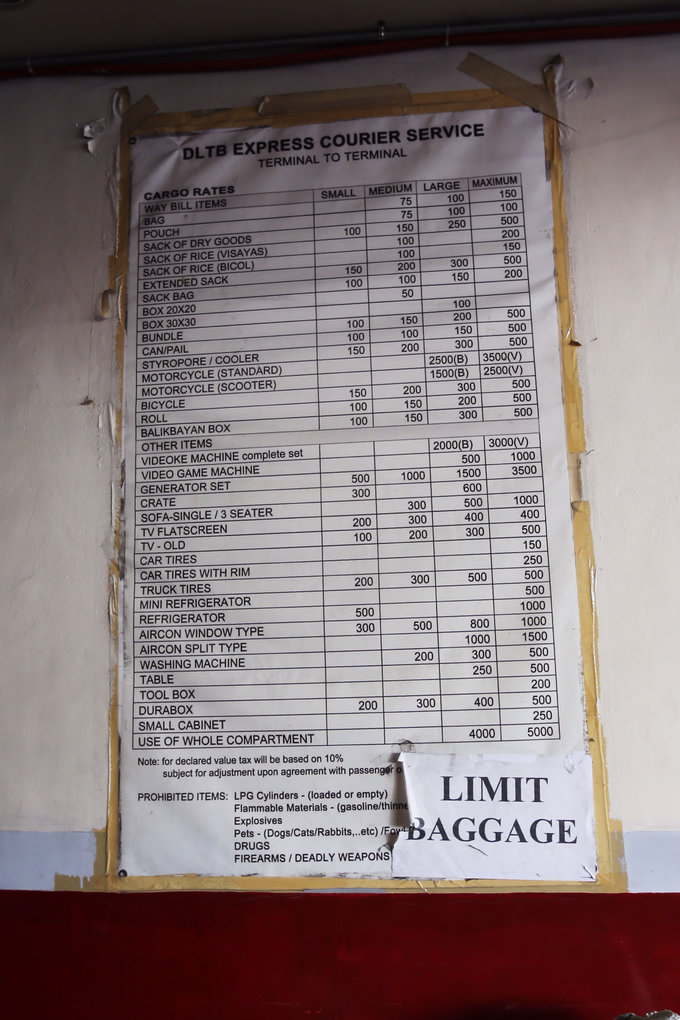 DLTB EXPRESS COURIER SERVICE
TERMINAL TO TERMINAL
CARGO RATES SMALL MEDIUM LARGE MAXIMUM
WAY BILL ITEMS
BAG 75 100 150
POUCH 75 100 100
SACK OF DRY GOODS 100 150 250 500
SACK OF RICE (VISAYAS) 100 200
SACK OF RICE (BICOL) 100 150
EXTENDED SACK 150 200 300 500
SACK BAG 100 100 150 200
BOX 20X20 50
BOX 30X30 100
BUNDLE 100 150 200 500
CAN/PAIL 100 100 150 500
STYROPORE / COOLER 150 200 300 500
MOTORCYCLE (STANDARD) 2500(B) 3500(V)
MOTORCYCLE (SCOOTER) 1500(B) 2500(V)
BICYCLE 150 200 300 500
ROLL 100 150 200 500
BALIKBAYAN BOX 100 150 300 500
OTHER ITEMS
VIDEOKE MACHINE complete set 2000(B) 3000(V)
VIDEO GAME MACHINE 500 1000
GENERATOR SET 500 1000 1500 3500
CRATE 300 600
SOFA-SINGLE / 3 SEATER 300 500 1000
TV FLATSCREEN 200 300 400 400
TV - OLD 100 200 300 500
CAR TIRES 150
CAR TIRES WITH RIM 250
TRUCK TIRES 200 300 500 500
MINI REFRIGERATOR 500
REFRIGERATOR 500 1000
AIRCON WINDOW TYPE 300 500 800 1000
AIRCON SPLIT TYPE 1000 1500
WASHING MACHINE 200 300 500
TABLE 250 500
TOOL BOX 200
DURABOX 200 300 400 500
SMALL CABINET 250
USE OF WHOLE COMPARTMENT 4000 5000
Note: for declared value tax will be based on 10%
subject for adjustment upon agreement with passenger o
PROHIBITED ITEMS: LPG Cylinders - (loaded or empty)
Flammable Materials - (gasoline/thinne
Explosives
Pets - (Dogs/Cats/Rabbits,..etc) /Fow
DRUGS
FIREARMS / DEADLY WEAPONS
LIMIT
BAGGAGE